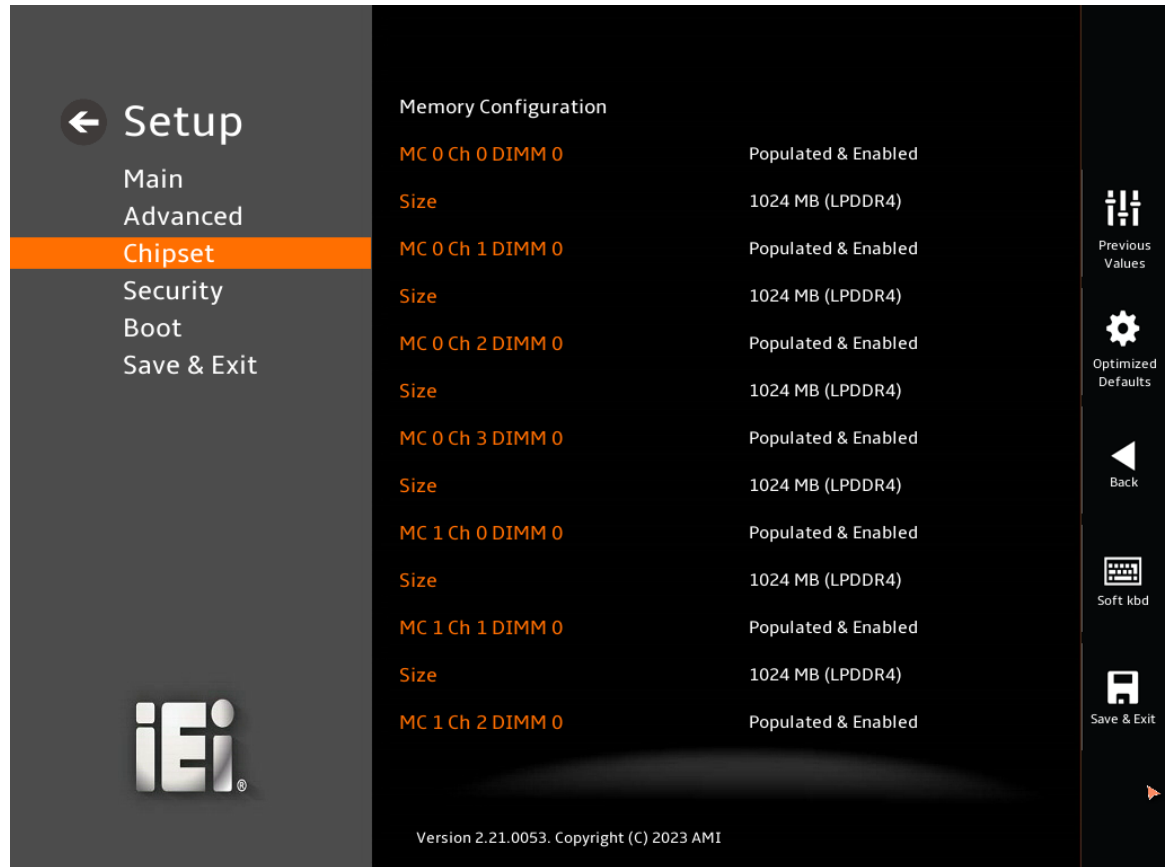 Setup
Main
Advanced
Chipset
Security
Boot
Save & Exit
iEi®
Memory Configuration
MC 0 Ch 0 DIMM 0 Populated & Enabled
Size 1024 MB (LPDDR4)
MC 0 Ch 1 DIMM 0 Populated & Enabled
Size 1024 MB (LPDDR4)
MC 0 Ch 2 DIMM 0 Populated & Enabled
Size 1024 MB (LPDDR4)
MC 0 Ch 3 DIMM 0 Populated & Enabled
Size 1024 MB (LPDDR4)
MC 1 Ch 0 DIMM 0 Populated & Enabled
Size 1024 MB (LPDDR4)
MC 1 Ch 1 DIMM 0 Populated & Enabled
Size 1024 MB (LPDDR4)
MC 1 Ch 2 DIMM 0 Populated & Enabled
Version 2.21.0053. Copyright (C) 2023 AMI
Previous
Values
Optimized
Defaults
Back
Soft kbd
Save & Exit